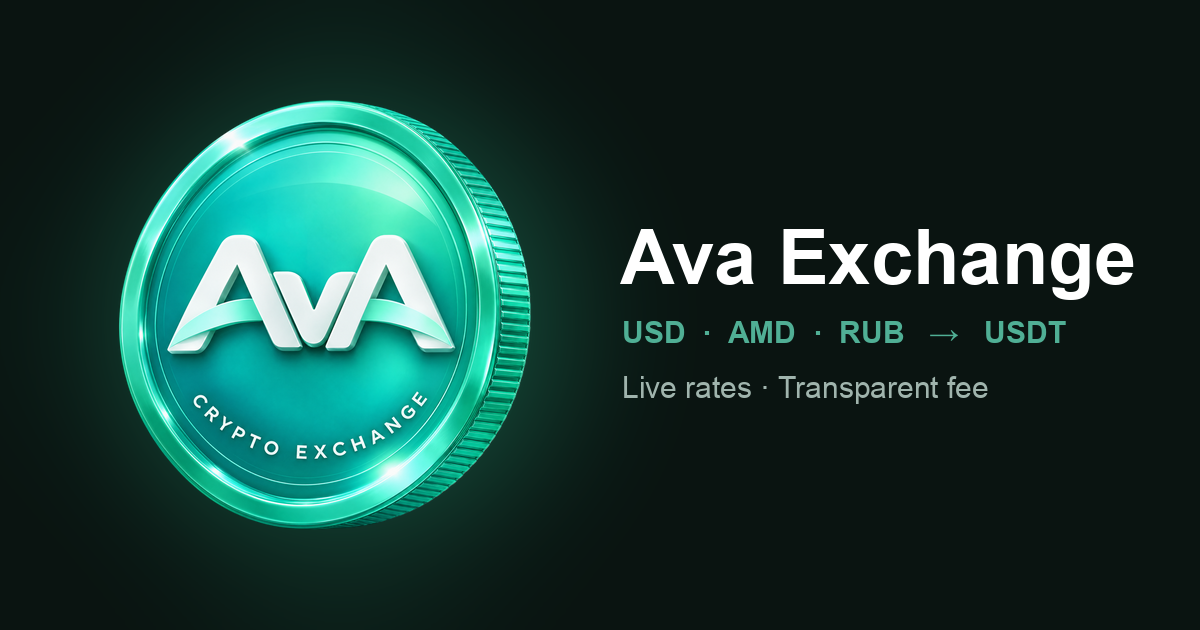 AvA
CRYPTO EXCHANGE
Ava Exchange
USD · AMD · RUB → USDT
Live rates · Transparent fee